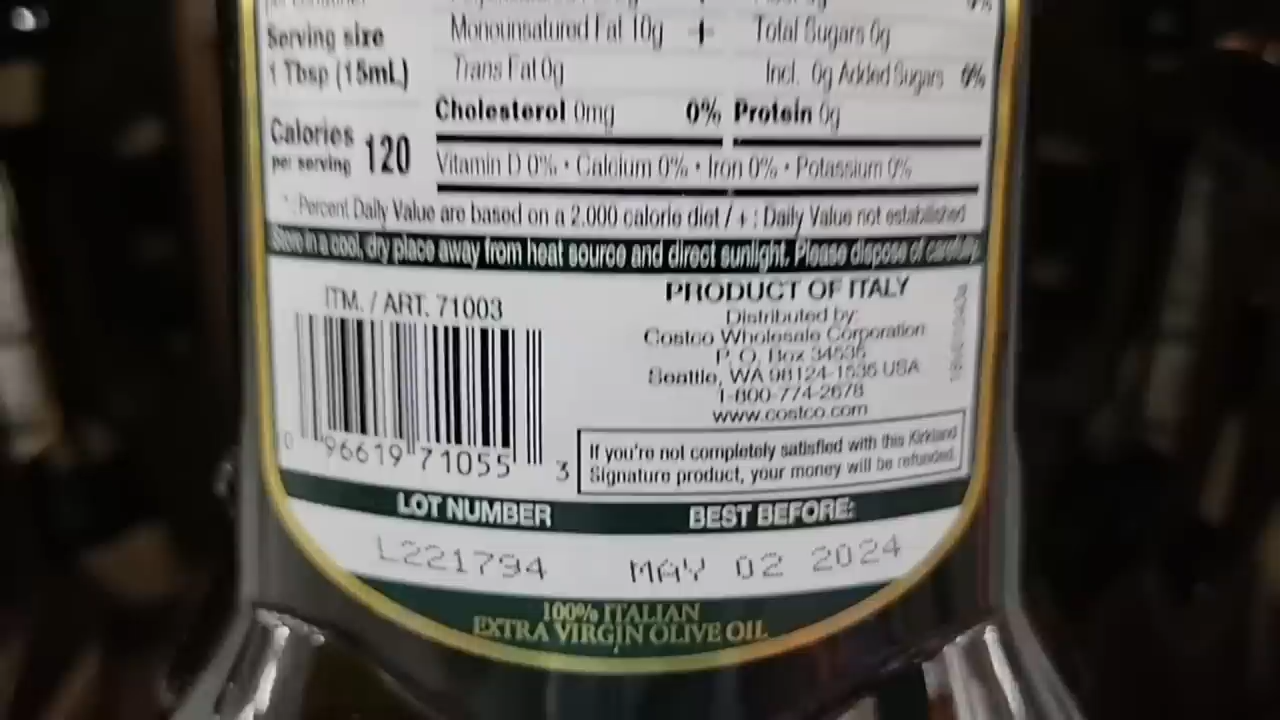 Serving size
1 Tbsp (15mL)
Calories
per serving 120
Monounsatured Fat 10g + Total Sugars 0g
Trans Fat 0g Incl. 0g Added Sugars 0%
Cholesterol 0mg 0% Protein 0g
Vitamin D 0% • Calcium 0% • Iron 0% • Potassium 0%
* : Percent Daily Value are based on a 2.000 calorie diet / + : Daily Value not established
Store in a cool, dry place away from heat source and direct sunlight. Please dispose of carefully.
ITM. / ART. 71003
0 96619 71055 3
PRODUCT OF ITALY
Distributed by:
Costco Wholesale Corporation
P. O. Box 34535
Seattle, WA 98124-1535 USA
1-800-774-2678
www.costco.com
If you're not completely satisfied with this Kirkland
Signature product, your money will be refunded.
LOT NUMBER BEST BEFORE:
L221794 MAY 02 2024
100% ITALIAN
EXTRA VIRGIN OLIVE OIL